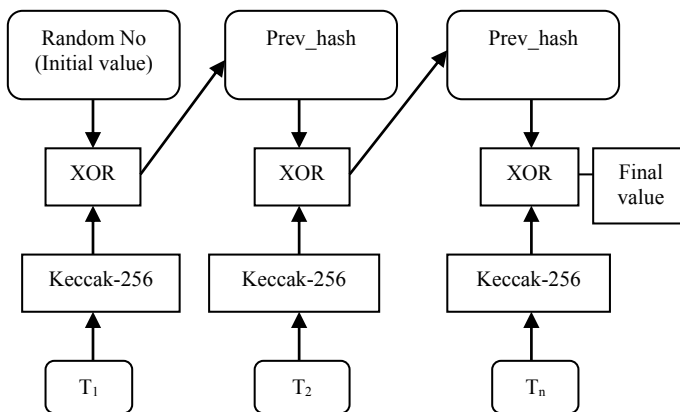 Random No
(Initial value)
Prev_hash
Prev_hash
XOR
XOR
XOR
Final
value
Keccak-256
Keccak-256
Keccak-256
T₁
T₂
Tₙ